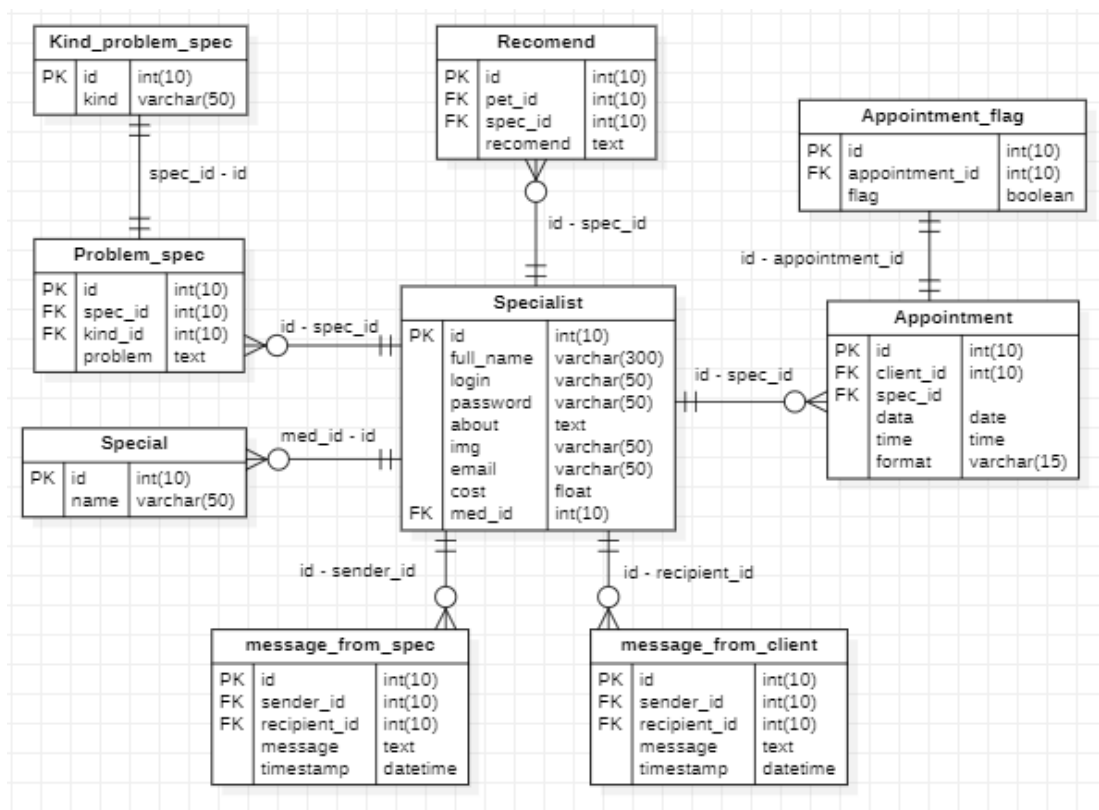 Kind_problem_spec
PK id int(10)
kind varchar(50)
spec_id - id
Problem_spec
PK id int(10)
FK spec_id int(10)
FK kind_id int(10)
problem text
id - spec_id
Special
PK id int(10)
name varchar(50)
med_id - id
Recomend
PK id int(10)
FK pet_id int(10)
FK spec_id int(10)
recomend text
id - spec_id
Specialist
PK id int(10)
full_name varchar(300)
login varchar(50)
password varchar(50)
about text
img varchar(50)
email varchar(50)
cost float
FK med_id int(10)
Appointment_flag
PK id int(10)
FK appointment_id int(10)
flag boolean
id - appointment_id
Appointment
PK id int(10)
FK client_id int(10)
FK spec_id
data date
time time
format varchar(15)
id - spec_id
id - sender_id
id - recipient_id
message_from_spec
PK id int(10)
FK sender_id int(10)
FK recipient_id int(10)
message text
timestamp datetime
message_from_client
PK id int(10)
FK sender_id int(10)
FK recipient_id int(10)
message text
timestamp datetime